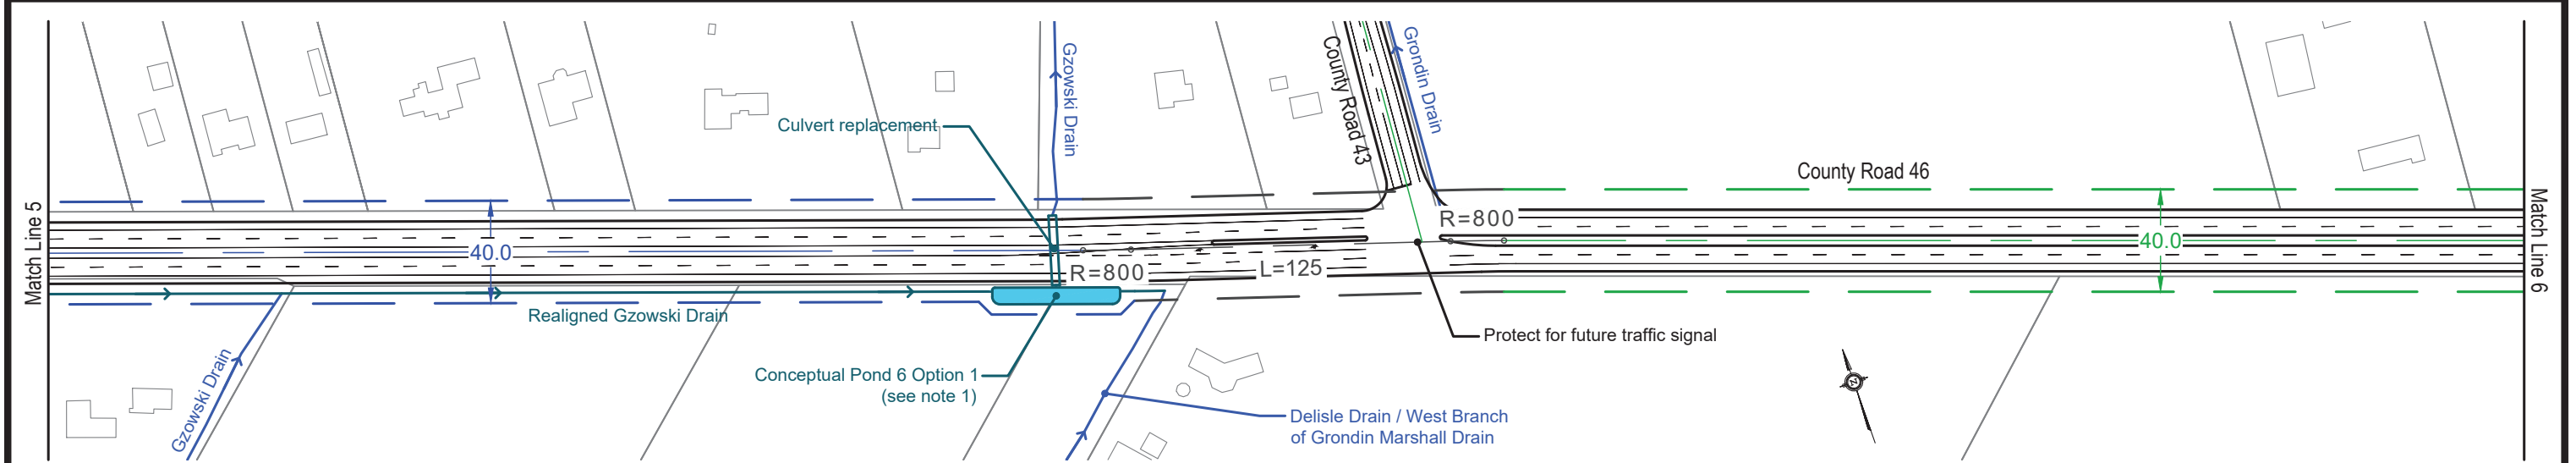 Match Line 5
Gzowski Drain
Culvert replacement
County Road 43
Grondin Drain
County Road 46
R=800
40.0
40.0
R=800
L=125
Realigned Gzowski Drain
Protect for future traffic signal
Gzowski Drain
Conceptual Pond 6 Option 1
(see note 1)
Delisle Drain / West Branch
of Grondin Marshall Drain
N
Match Line 6